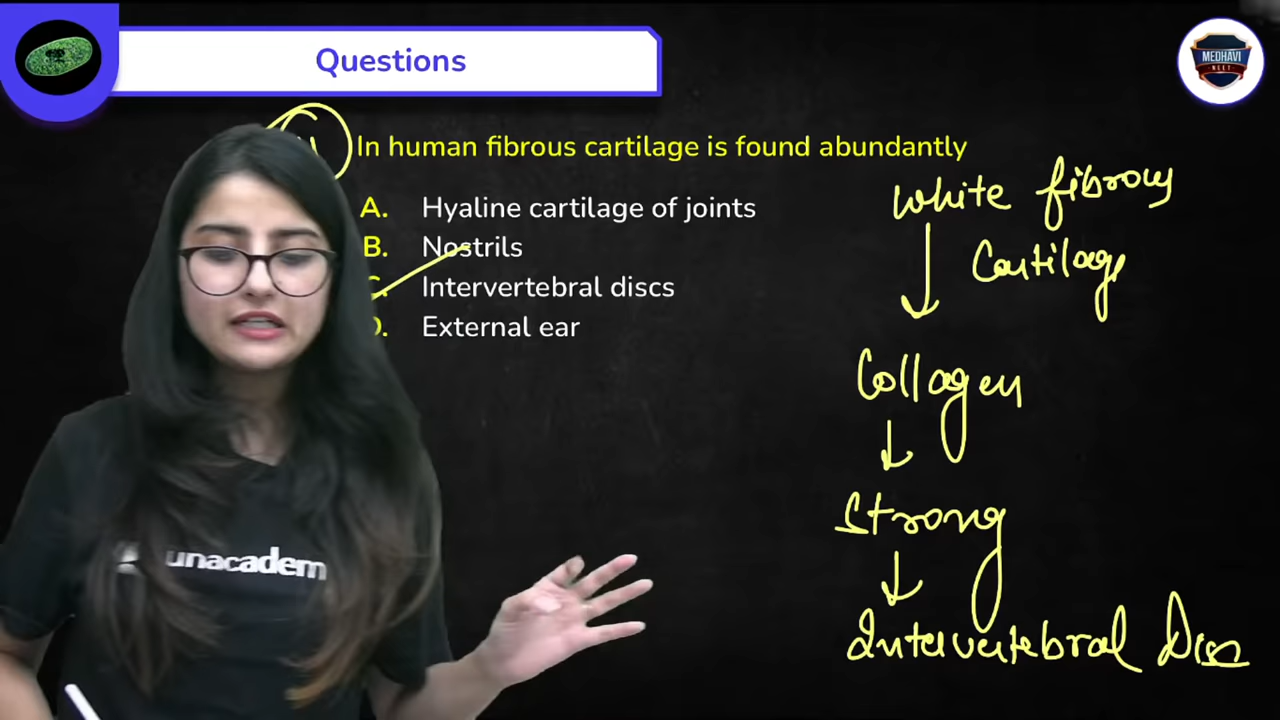 Questions
MEDHAVI
NEET
In human fibrous cartilage is found abundantly
A. Hyaline cartilage of joints
B. Nostrils
C. Intervertebral discs
D. External ear
White fibrous
Cartilage
Collagen
Strong
Intervertebral Disc
unacadem